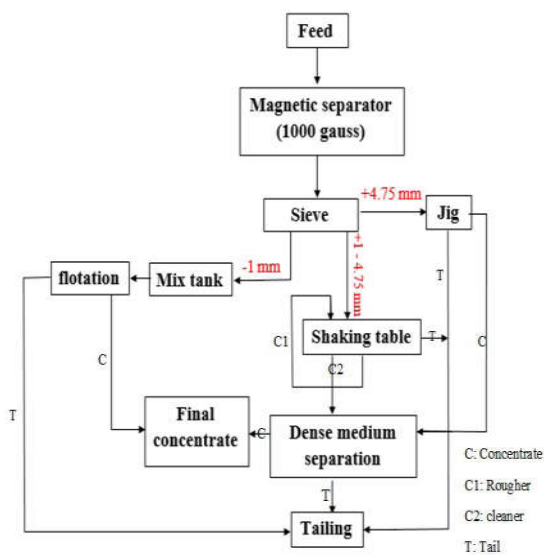 Feed
Magnetic separator
(1000 gauss)
+4.75 mm
Sieve
Jig
+1 - 4.75 mm
-1 mm
T
flotation
Mix tank
C1
Shaking table
T
C
C
C2
T
Final
concentrate
C
Dense medium
separation
C: Concentrate
C1: Rougher
T
C2: cleaner
Tailing
T: Tail